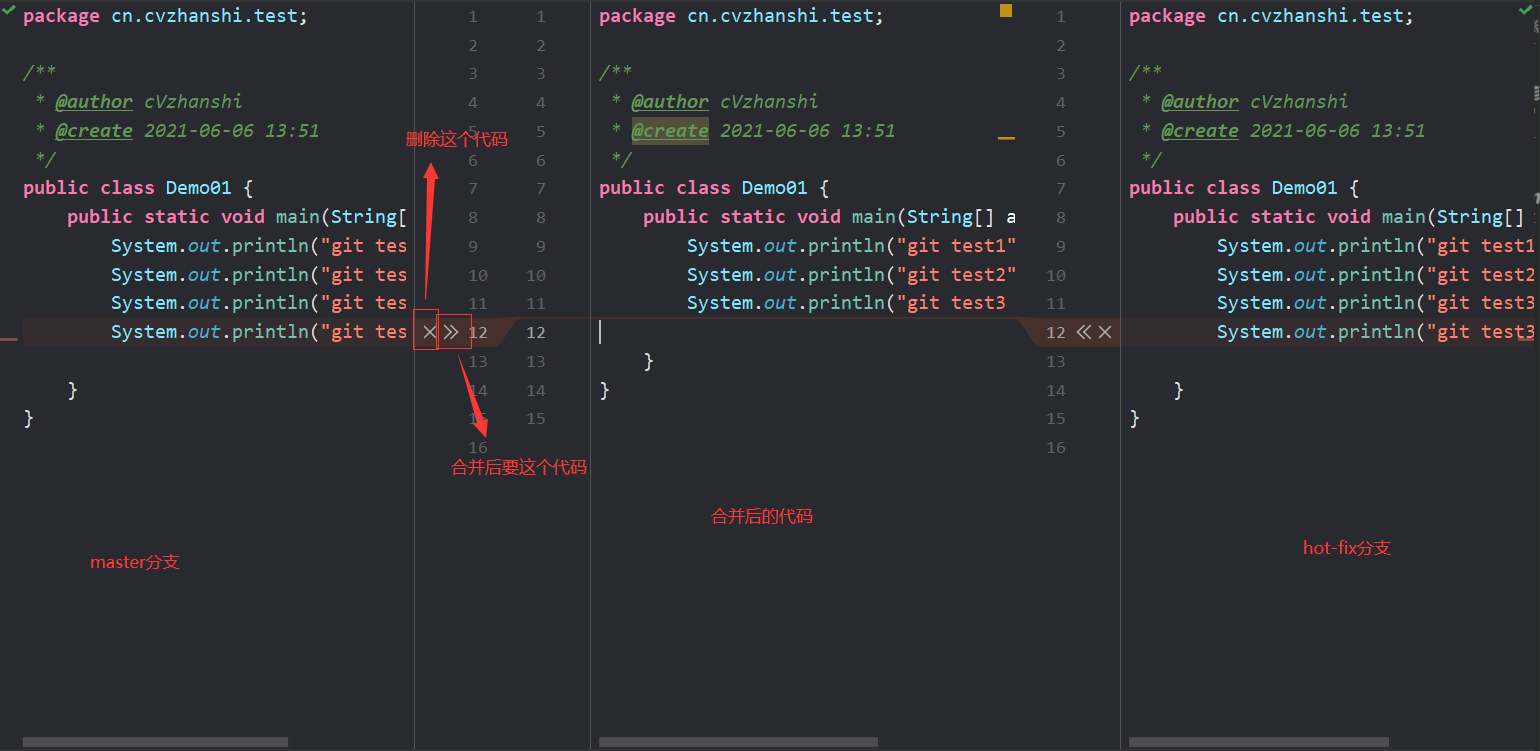 package cn.cvzhanshi.test;
/**
* @author cVzhanshi
* @create 2021-06-06 13:51
*/
public class Demo01 {
public static void main(String[
System.out.println("git tes
System.out.println("git tes
System.out.println("git tes
System.out.println("git tes
}
}
1
2
3
4
5
6
7
8
9
10
11
12
13
14
15
16
删除这个代码
合并后要这个代码
master分支
1
2
3
4
5
6
7
8
9
10
11
12
13
14
15
package cn.cvzhanshi.test;
/**
* @author cVzhanshi
* @create 2021-06-06 13:51
*/
public class Demo01 {
public static void main(String[] a
System.out.println("git test1"
System.out.println("git test2"
System.out.println("git test3
}
}
合并后的代码
1
2
3
4
5
6
7
8
9
10
11
12
13
14
15
16
package cn.cvzhanshi.test;
/**
* @author cVzhanshi
* @create 2021-06-06 13:51
*/
public class Demo01 {
public static void main(String[]
System.out.println("git test1
System.out.println("git test2
System.out.println("git test3
System.out.println("git test3
}
}
hot-fix分支